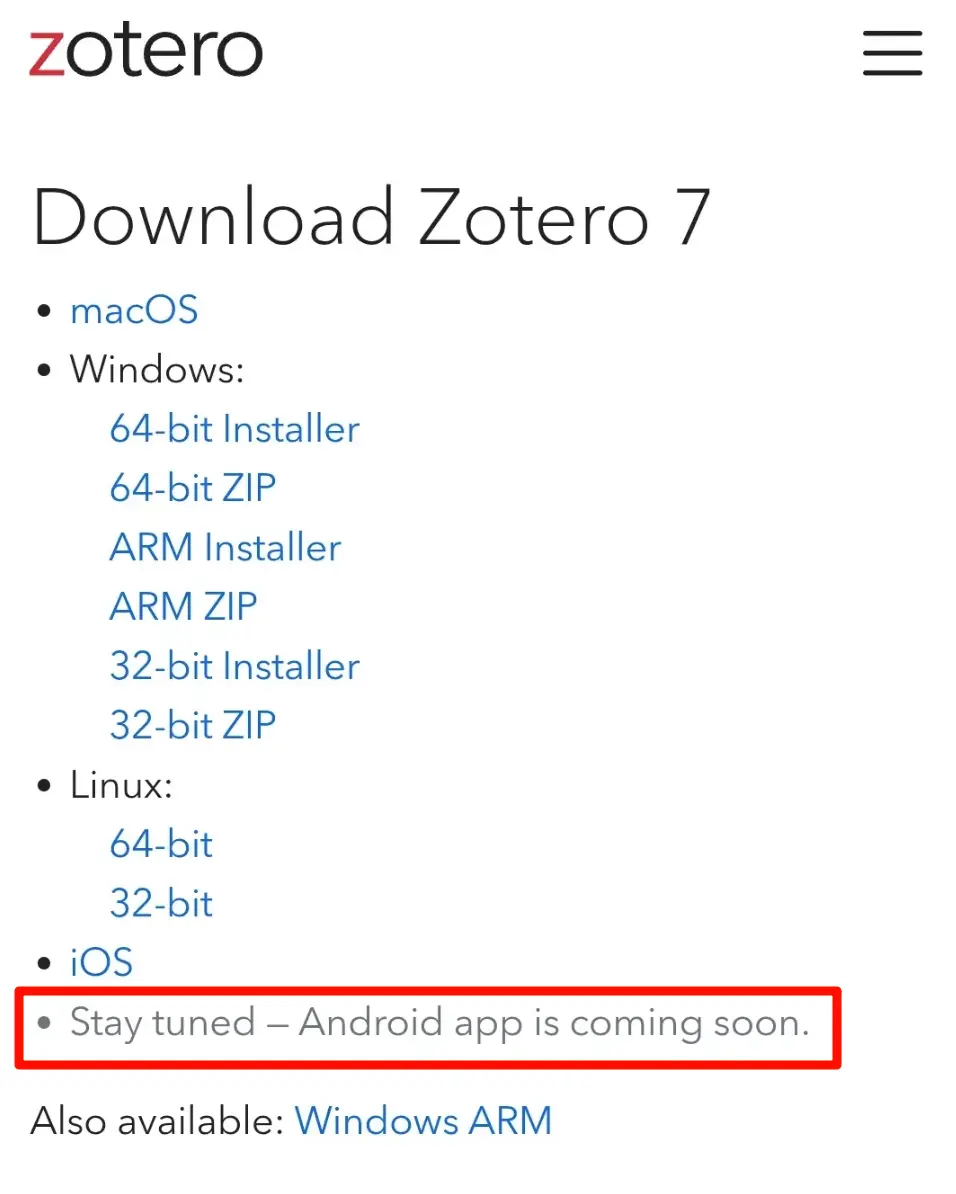 zotero
Download Zotero 7
macOS
Windows:
64-bit Installer
64-bit ZIP
ARM Installer
ARM ZIP
32-bit Installer
32-bit ZIP
Linux:
64-bit
32-bit
iOS
Stay tuned – Android app is coming soon.
Also available: Windows ARM